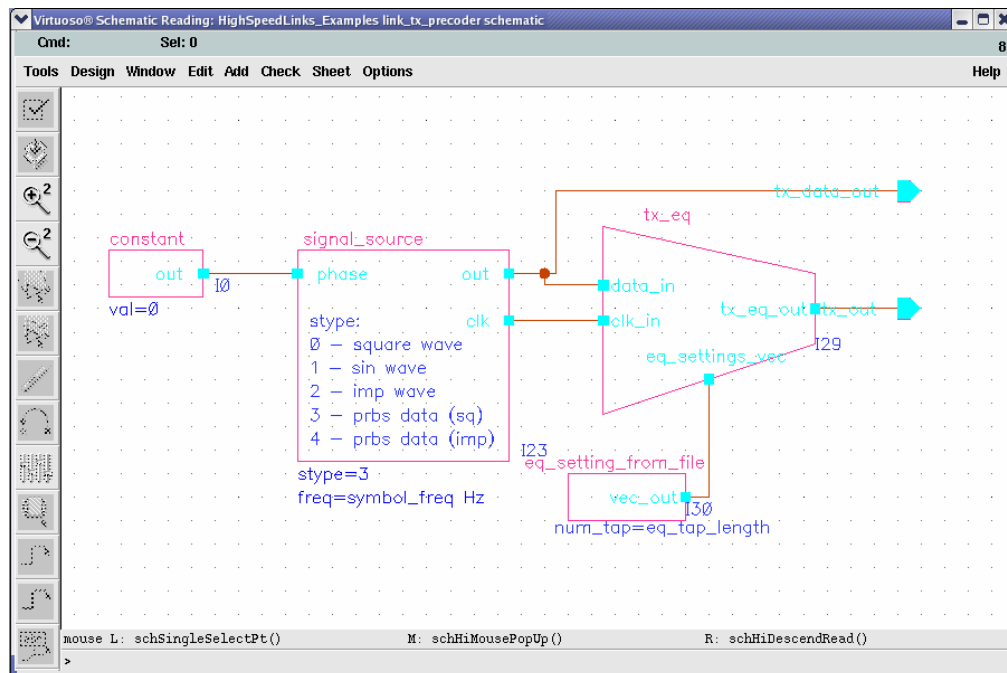 Virtuoso® Schematic Reading: HighSpeedLinks_Examples link_tx_precoder schematic
Cmd: Sel: 0
8
Tools Design Window Edit Add Check Sheet Options Help
2
2
tx_data_out
tx_eq
constant
out
I0
val=0
signal_source
phase
out
clk
stype:
0 - square wave
1 - sin wave
2 - imp wave
3 - prbs data (sq)
4 - prbs data (imp)
I23
stype=3
freq=symbol_freq Hz
data_in
clk_in
tx_eq_out
tx_out
I29
eq_settings_vec
eq_setting_from_file
vec_out
I30
num_tap=eq_tap_length
mouse L: schSingleSelectPt() M: schHiMousePopUp() R: schHiDescendRead()
>